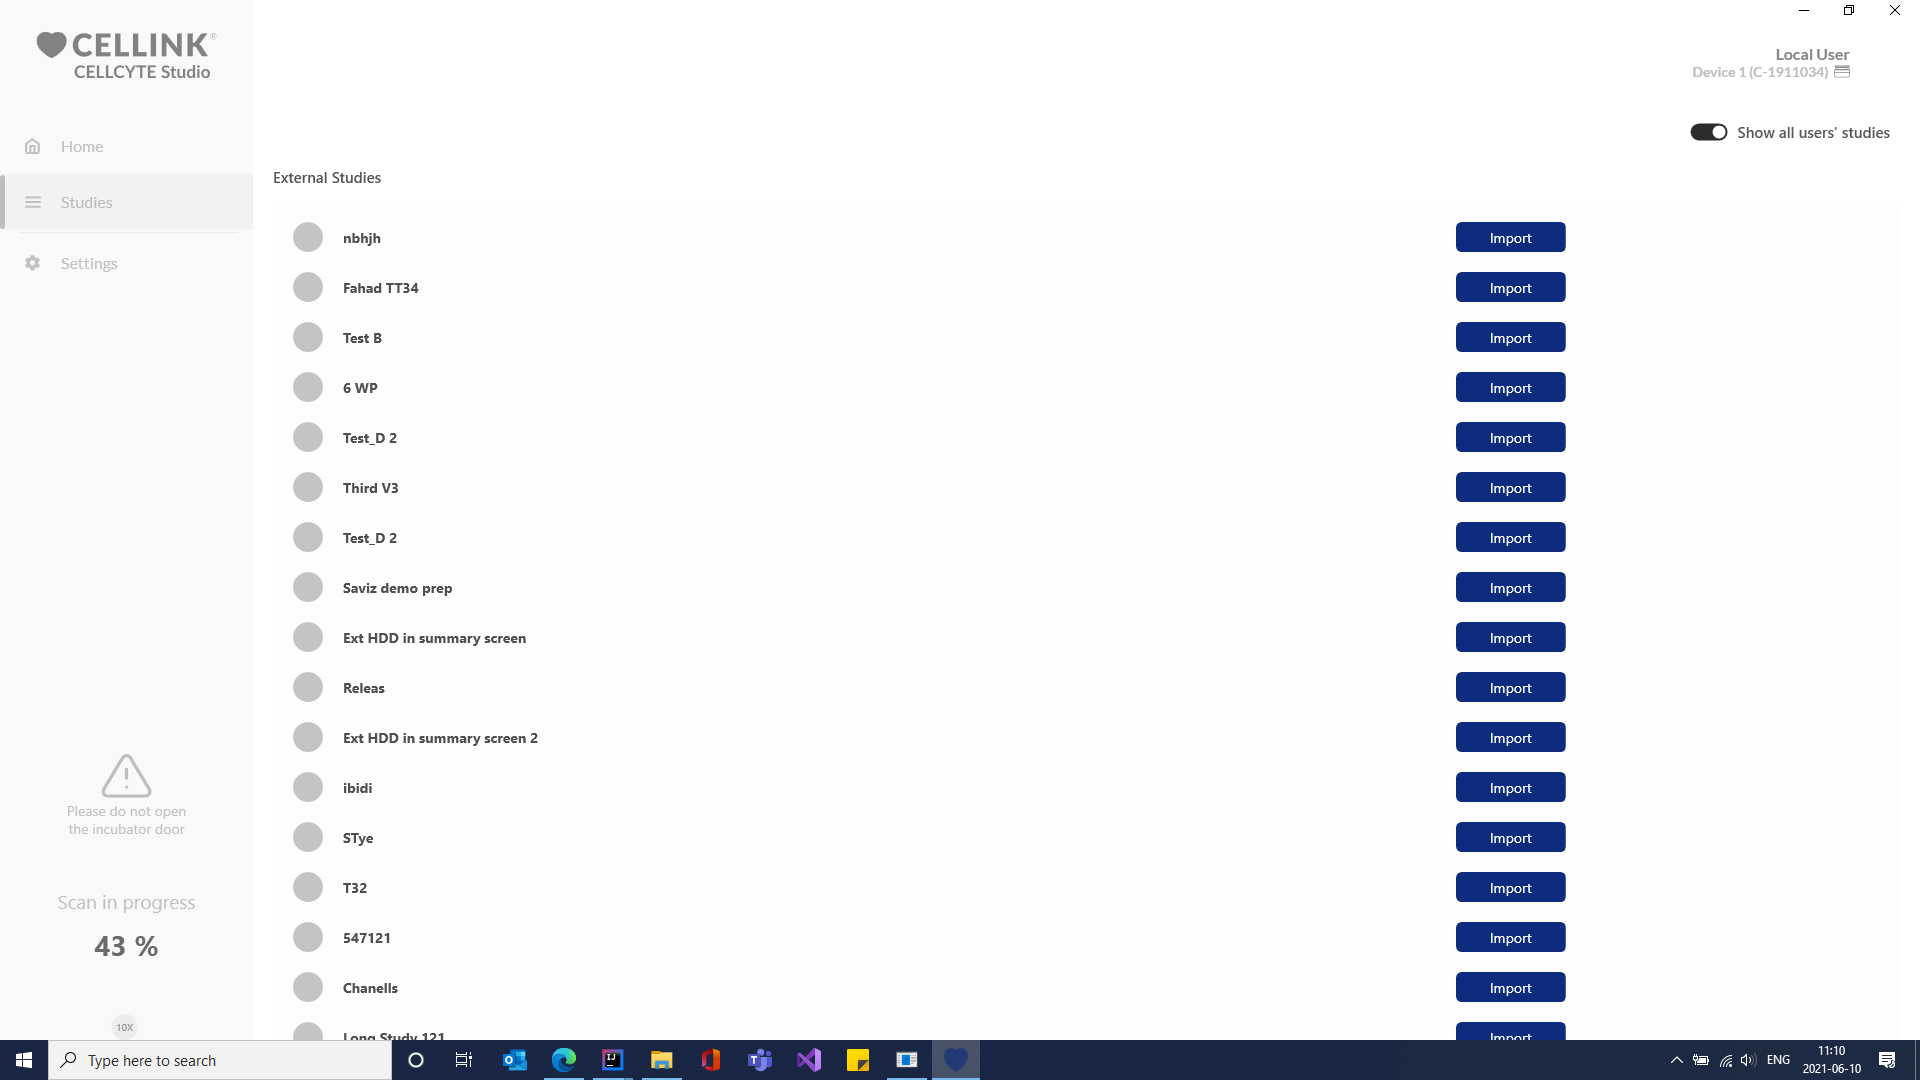 CELLINK®
CELLCYTE Studio
Local User
Device 1 (C-1911034)
Show all users' studies
Home
Studies
Settings
External Studies
nbhjh Import
Fahad TT34 Import
Test B Import
6 WP Import
Test_D 2 Import
Third V3 Import
Test_D 2 Import
Saviz demo prep Import
Ext HDD in summary screen Import
Releas Import
Ext HDD in summary screen 2 Import
ibidi Import
STye Import
T32 Import
547121 Import
Chanells Import
Long Study 121 Import
Please do not open
the incubator door
Scan in progress
43 %
10X
Type here to search
ENG
11:10
2021-06-10